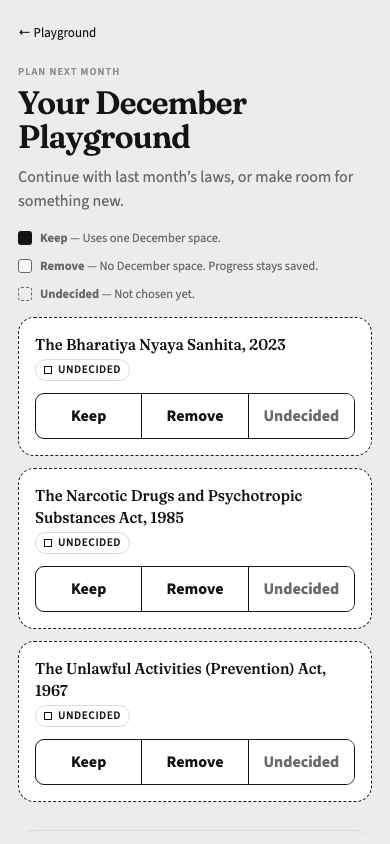 ← Playground
PLAN NEXT MONTH
Your December
Playground
Continue with last month’s laws, or make room for
something new.
Keep — Uses one December space.
Remove — No December space. Progress stays saved.
Undecided — Not chosen yet.
The Bharatiya Nyaya Sanhita, 2023
UNDECIDED
Keep Remove Undecided
The Narcotic Drugs and Psychotropic
Substances Act, 1985
UNDECIDED
Keep Remove Undecided
The Unlawful Activities (Prevention) Act,
1967
UNDECIDED
Keep Remove Undecided